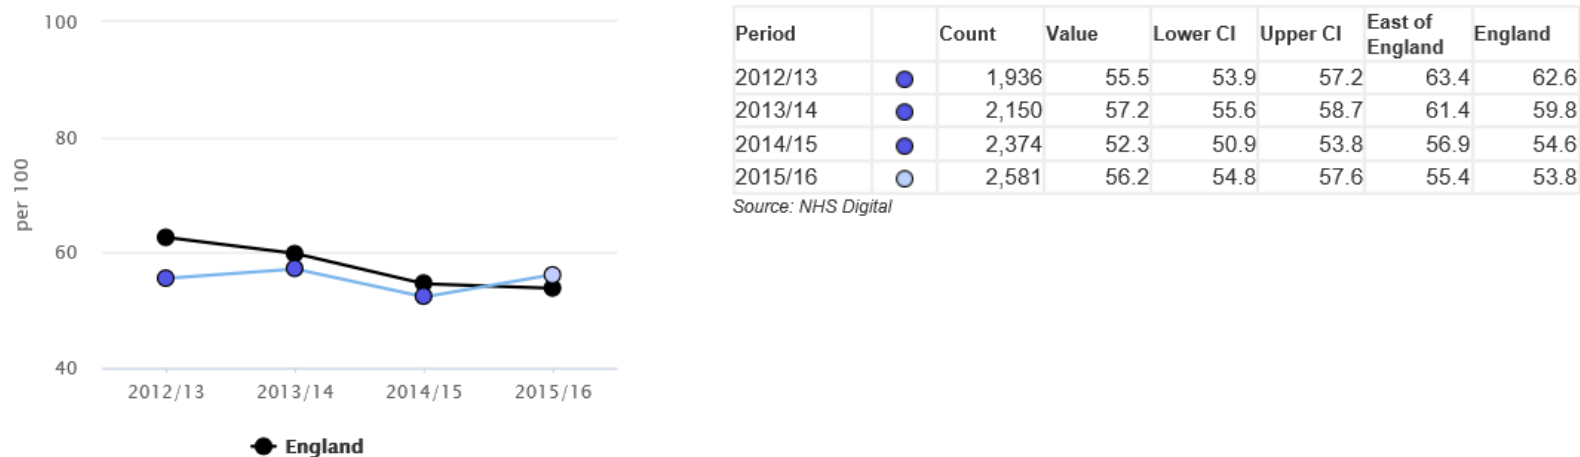 100
80
60
40
per 100
2012/13 2013/14 2014/15 2015/16
England
Period Count Value Lower CI Upper CI East of England England
2012/13 1,936 55.5 53.9 57.2 63.4 62.6
2013/14 2,150 57.2 55.6 58.7 61.4 59.8
2014/15 2,374 52.3 50.9 53.8 56.9 54.6
2015/16 2,581 56.2 54.8 57.6 55.4 53.8
Source: NHS Digital